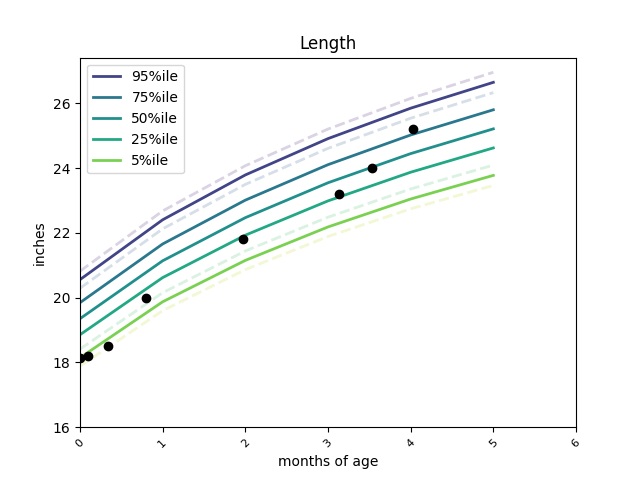 Length
95%ile
75%ile
50%ile
25%ile
5%ile
26
24
22
20
18
16
inches
0 1 2 3 4 5 6
months of age